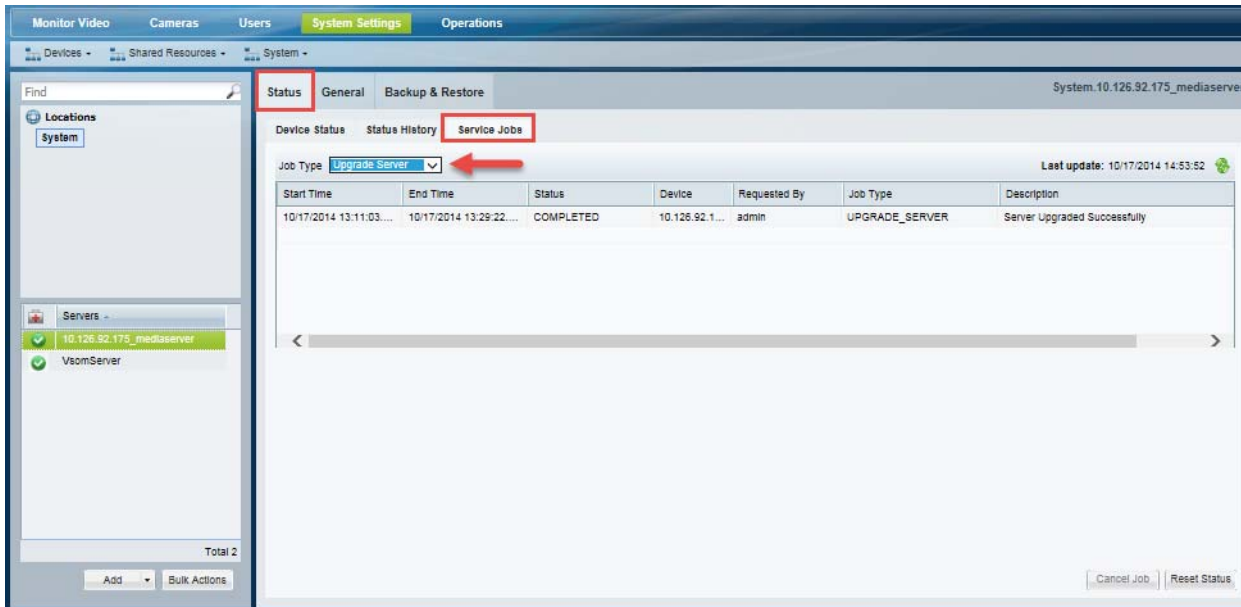 Monitor Video Cameras Users System Settings Operations
Devices Shared Resources System
Find
Locations
System
Servers
10.126.92.175_mediaserver
VsomServer
Total 2
Add Bulk Actions
Status General Backup & Restore
System.10.126.92.175_mediaserve
Device Status Status History Service Jobs
Job Type Upgrade Server
Last update: 10/17/2014 14:53:52
Start Time End Time Status Device Requested By Job Type Description
10/17/2014 13:11:03.... 10/17/2014 13:29:22.... COMPLETED 10.126.92.1... admin UPGRADE_SERVER Server Upgraded Successfully
Cancel Job Reset Status